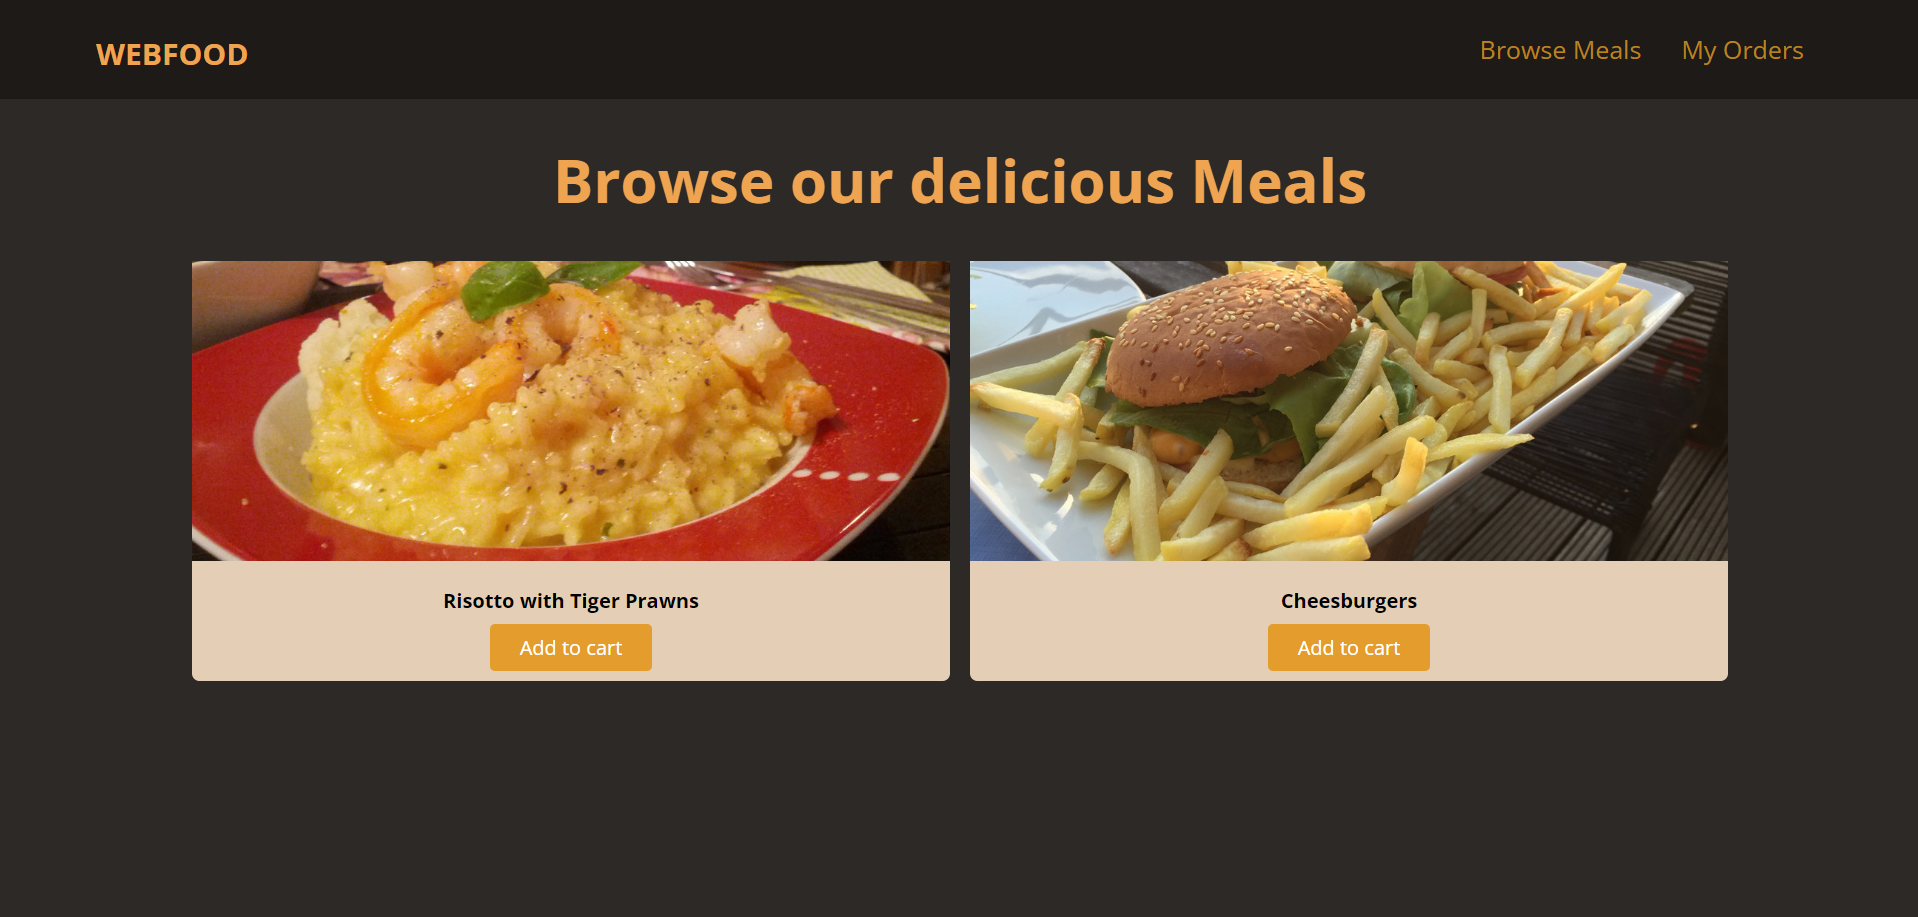 WEBFOOD
Browse Meals
My Orders
Browse our delicious Meals
Risotto with Tiger Prawns
Add to cart
Cheesburgers
Add to cart